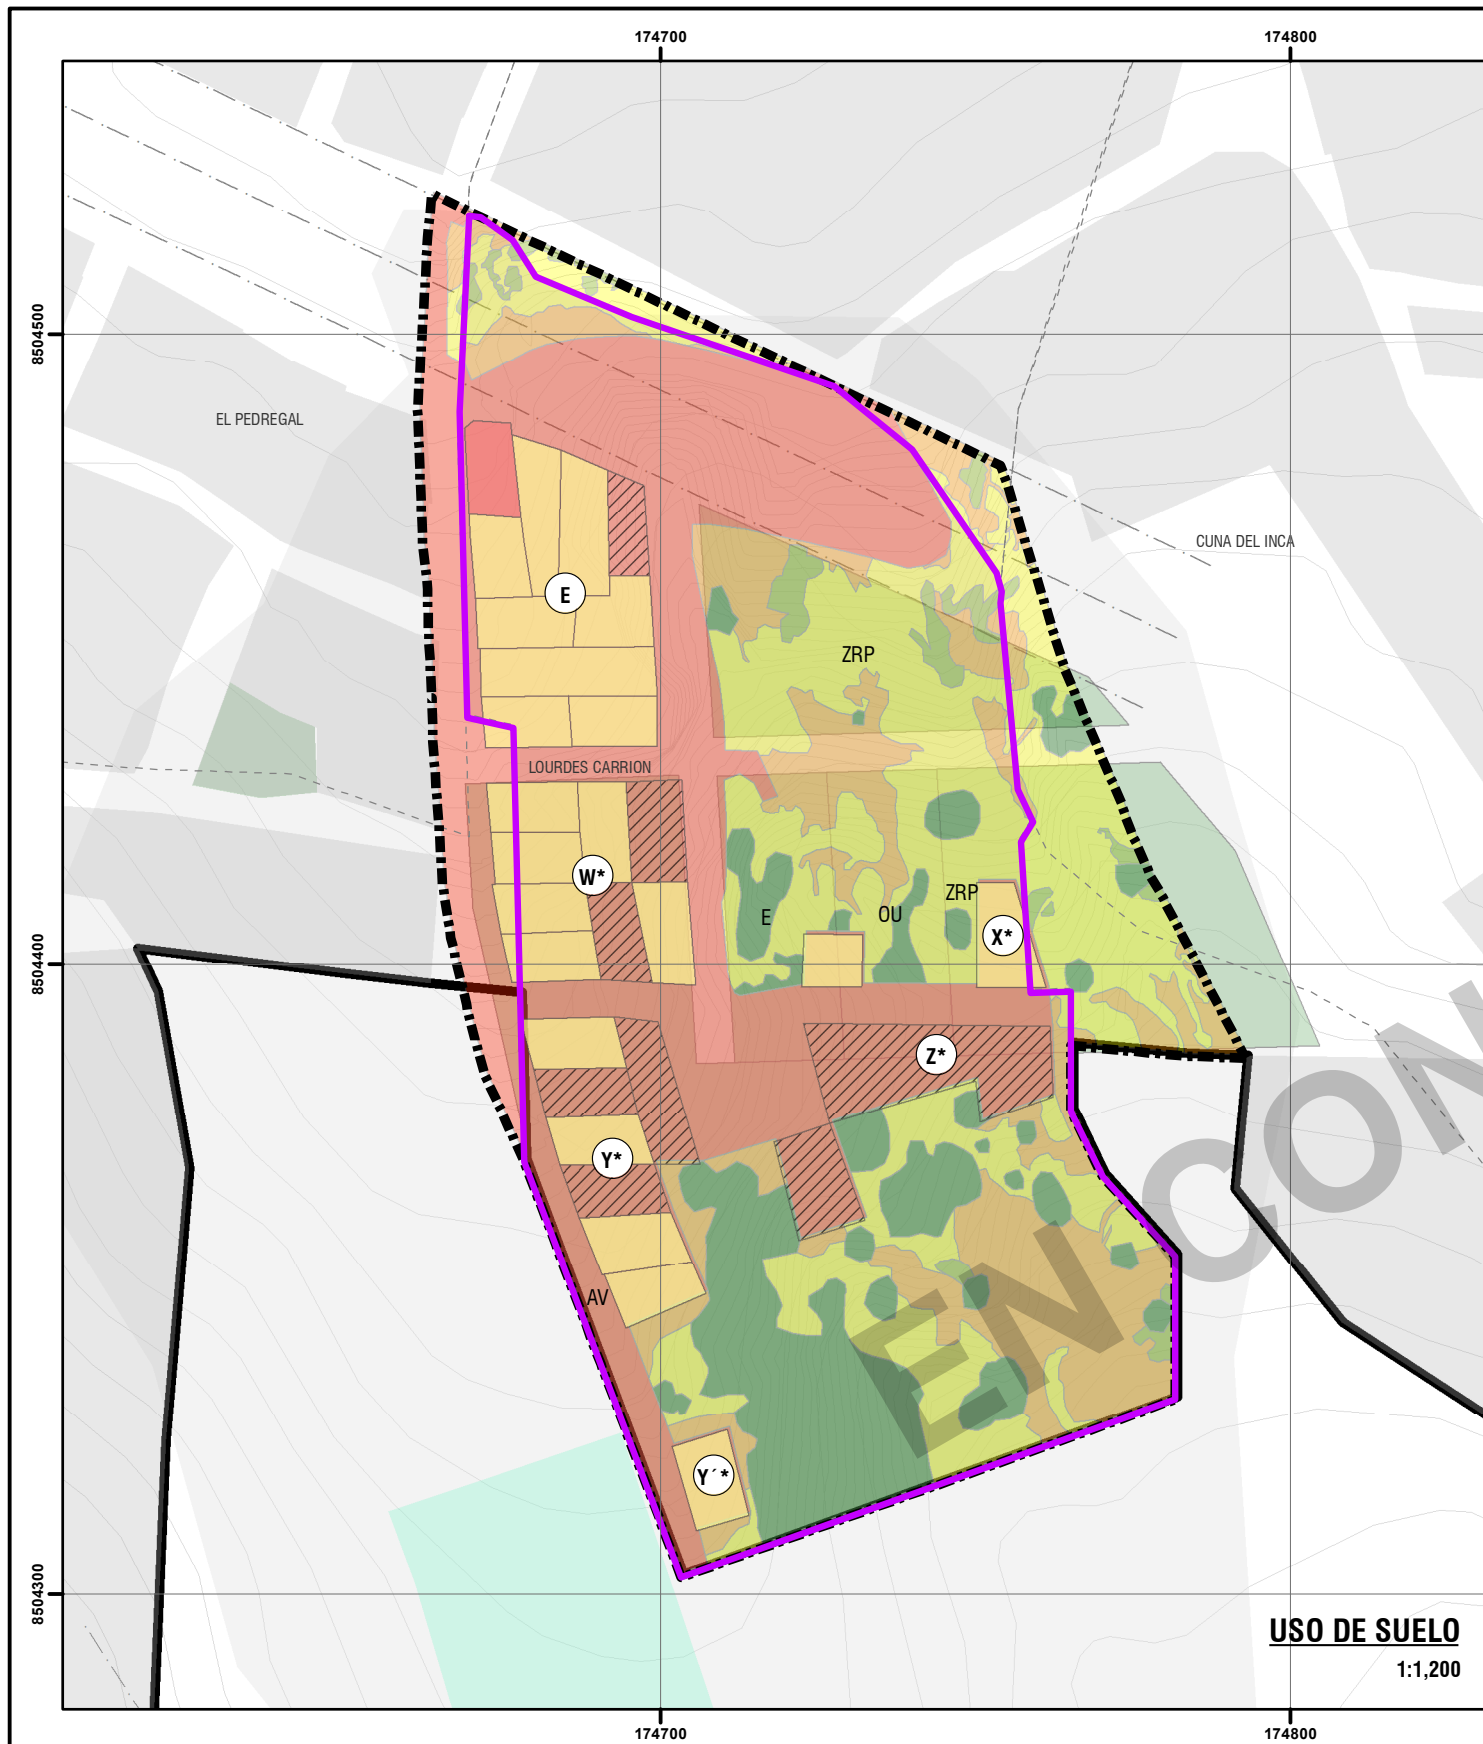 174700
174800
8504500
EL PEDREGAL
CUNA DEL INCA
E
ZRP
LOURDES CARRION
W*
ZRP
E
OU
X*
8504400
Z*
Y*
EN CON
AV
Y´*
8504300
USO DE SUELO
1:1,200
174700
174800